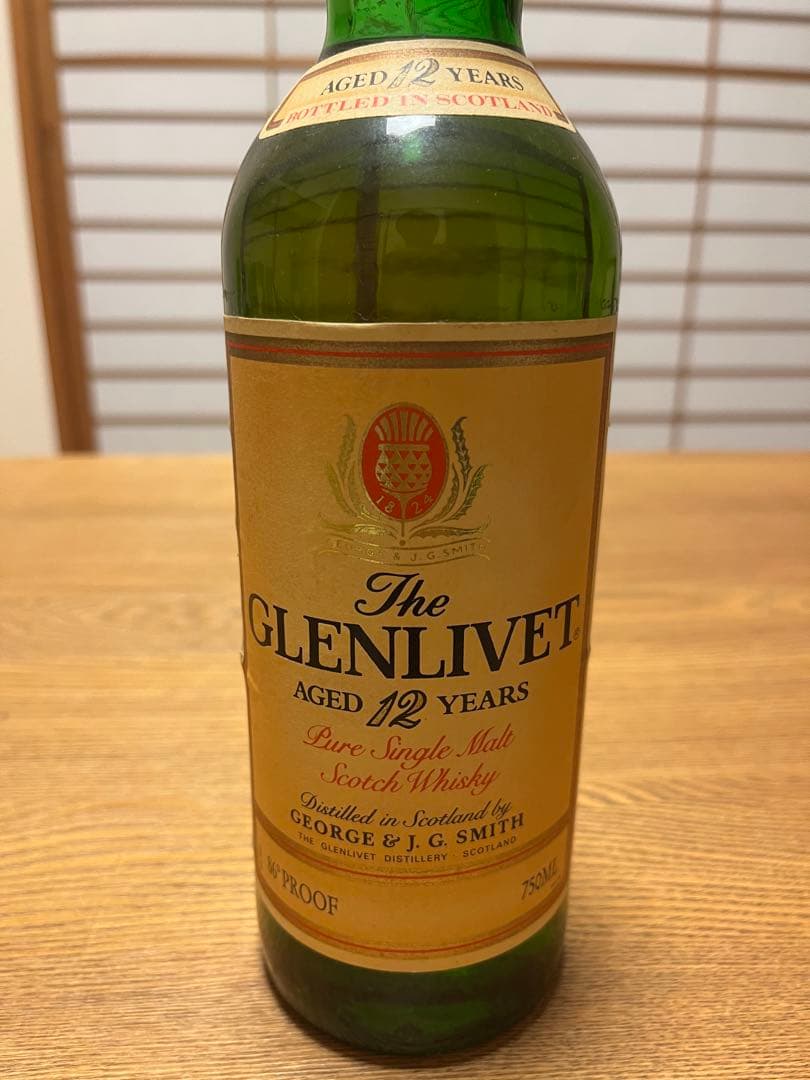 AGED 12 YEARS
BOTTLED IN SCOTLAND
1824
GEORGE & J. G. SMITH
The
GLENLIVET®
AGED 12 YEARS
Pure Single Malt
Scotch Whisky
Distilled in Scotland by
GEORGE & J. G. SMITH
THE GLENLIVET DISTILLERY · SCOTLAND
86° PROOF
750ML